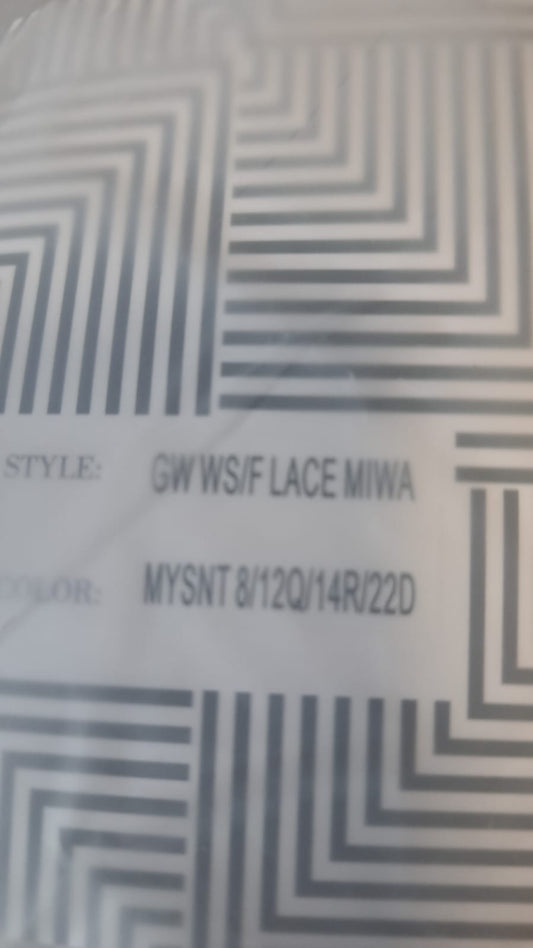 STYLE: GW WS/F LACE MIWA
COLOR: MYSNT 8/12Q/14R/22D